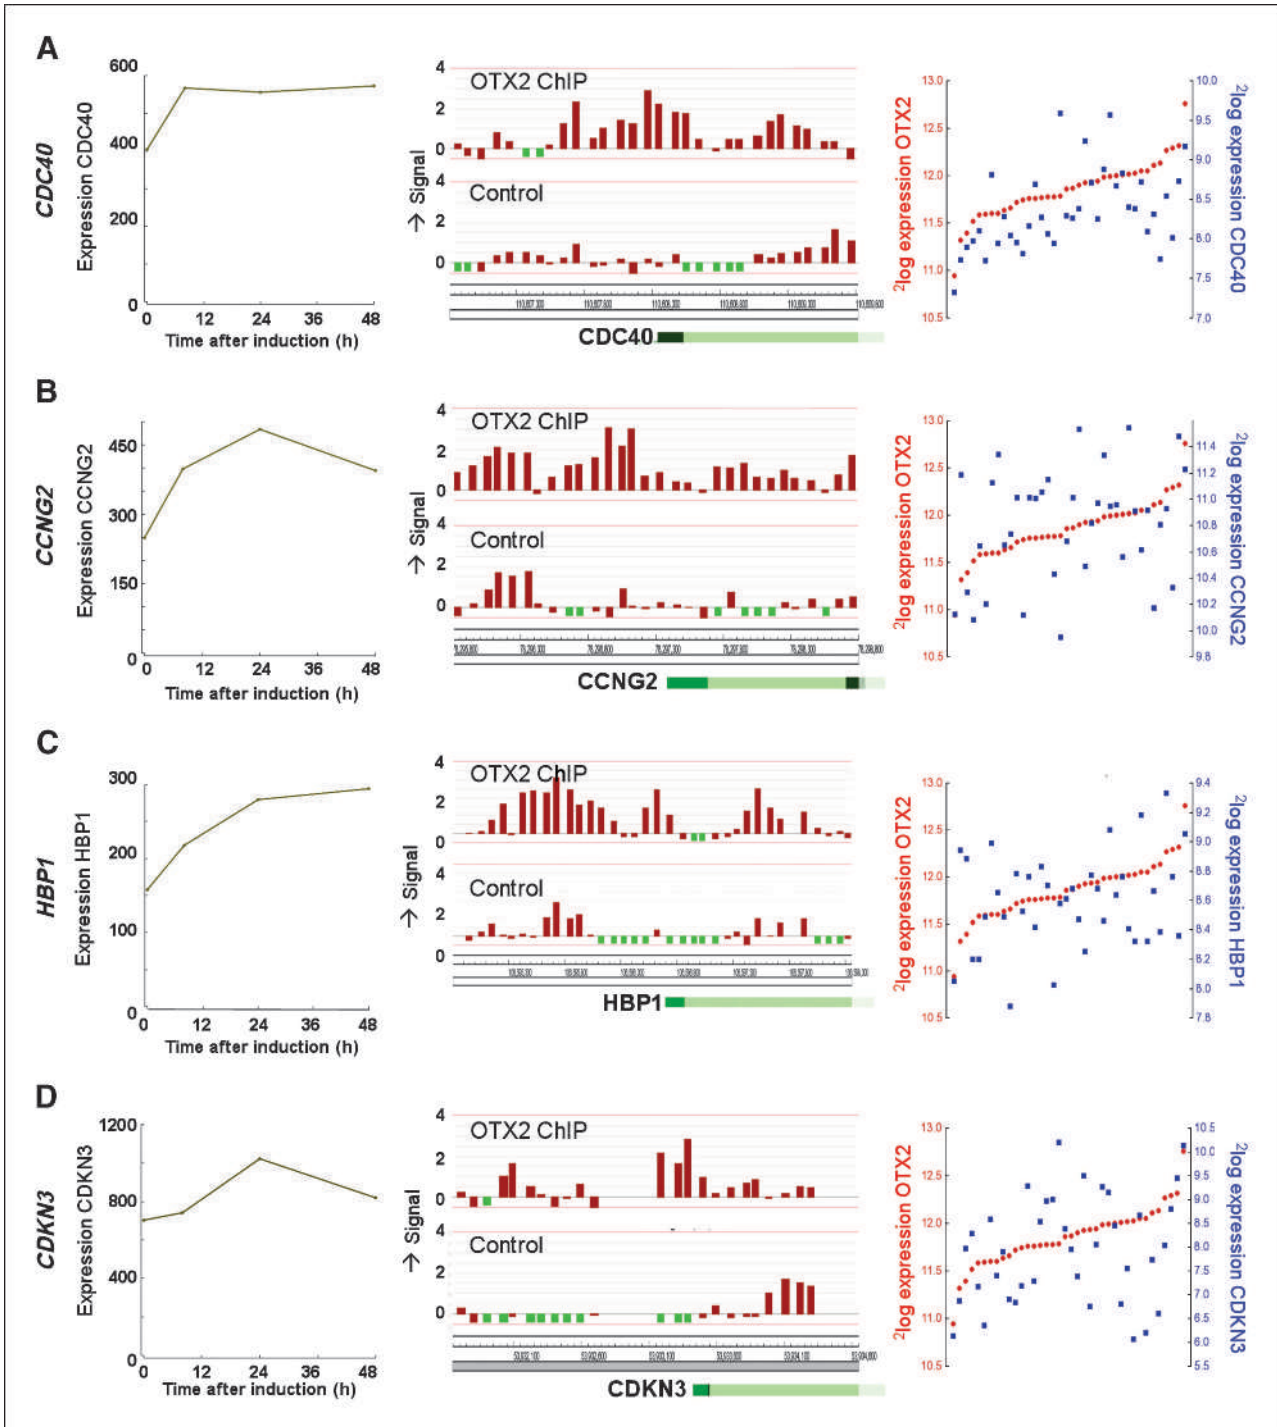 A
CDC40
Expression CDC40
600
400
200
0
0 12 24 36 48
Time after induction (h)
→ Signal
4
2
0
OTX2 ChIP
4
2
0
Control
CDC40
²log expression OTX2
13.0
12.5
12.0
11.5
11.0
10.5
10.0
9.5
9.0
8.5
8.0
7.5
7.0
²log expression CDC40
B
CCNG2
Expression CCNG2
450
300
150
0
0 12 24 36 48
Time after induction (h)
→ Signal
4
2
0
OTX2 ChIP
4
2
0
Control
CCNG2
²log expression OTX2
13.0
12.5
12.0
11.5
11.0
10.5
11.4
11.2
11.0
10.8
10.6
10.4
10.2
10.0
9.8
²log expression CCNG2
C
HBP1
Expression HBP1
300
200
100
0
0 12 24 36 48
Time after induction (h)
→ Signal
4
2
0
OTX2 ChIP
4
2
0
Control
HBP1
²log expression OTX2
13.0
12.5
12.0
11.5
11.0
10.5
9.4
9.2
9.0
8.8
8.6
8.4
8.2
8.0
7.8
²log expression HBP1
D
CDKN3
Expression CDKN3
1200
800
400
0
0 12 24 36 48
Time after induction (h)
→ Signal
4
2
0
OTX2 ChIP
4
2
0
Control
CDKN3
²log expression OTX2
13.0
12.5
12.0
11.5
11.0
10.5
10.5
10.0
9.5
9.0
8.5
8.0
7.5
7.0
6.5
6.0
5.5
²log expression CDKN3